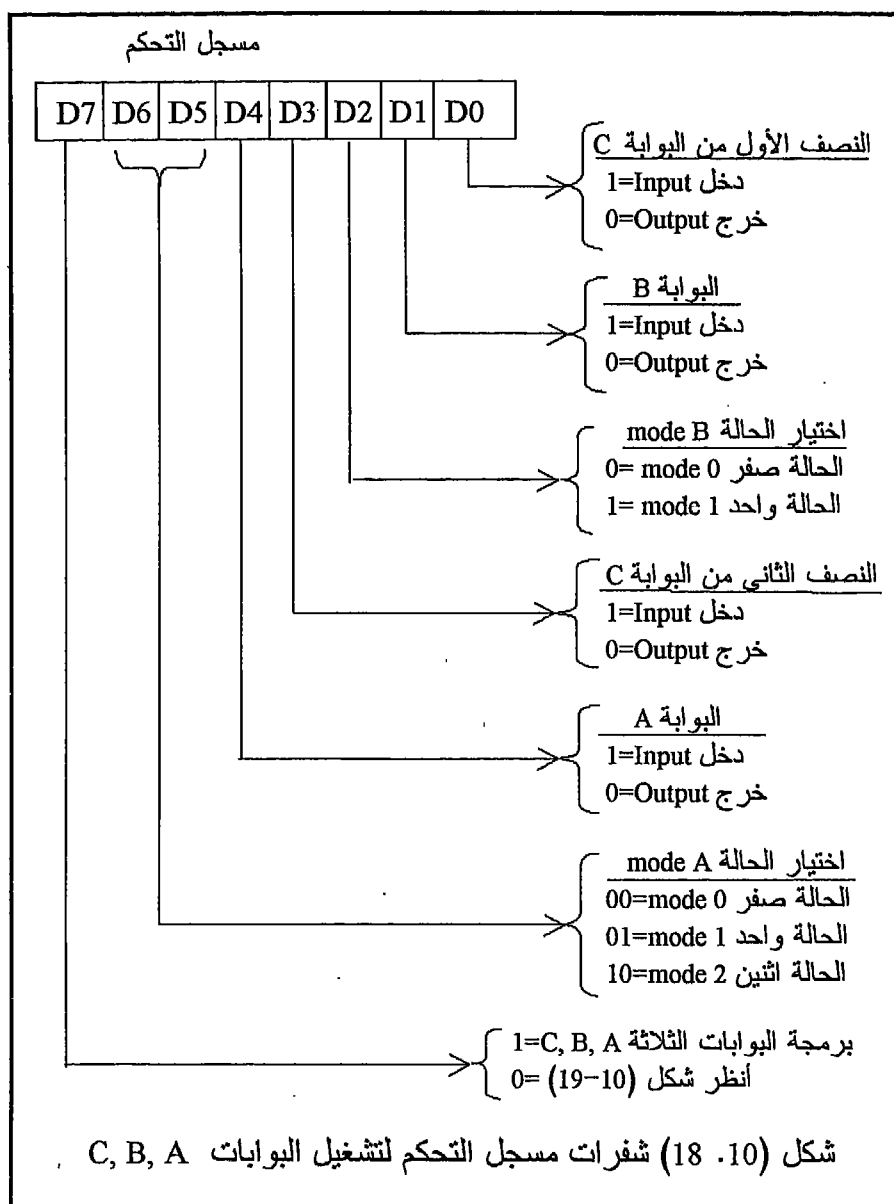 مسجل التحكم
D7 D6 D5 D4 D3 D2 D1 D0
النصف الأول من البوابة C
دخل 1=Input
خرج 0=Output
البوابة B
دخل 1=Input
خرج 0=Output
اختيار الحالة mode B
الحالة صفر 0= mode 0
الحالة واحد 1= mode 1
النصف الثاني من البوابة C
دخل 1=Input
خرج 0=Output
البوابة A
دخل 1=Input
خرج 0=Output
اختيار الحالة mode A
الحالة صفر 00=mode 0
الحالة واحد 01=mode 1
الحالة اثنين 10=mode 2
برمجة البوابات الثلاثة 1=C, B, A
أنظر شكل (10-19) =0
شكل (10. 18) شفرات مسجل التحكم لتشغيل البوابات C, B, A